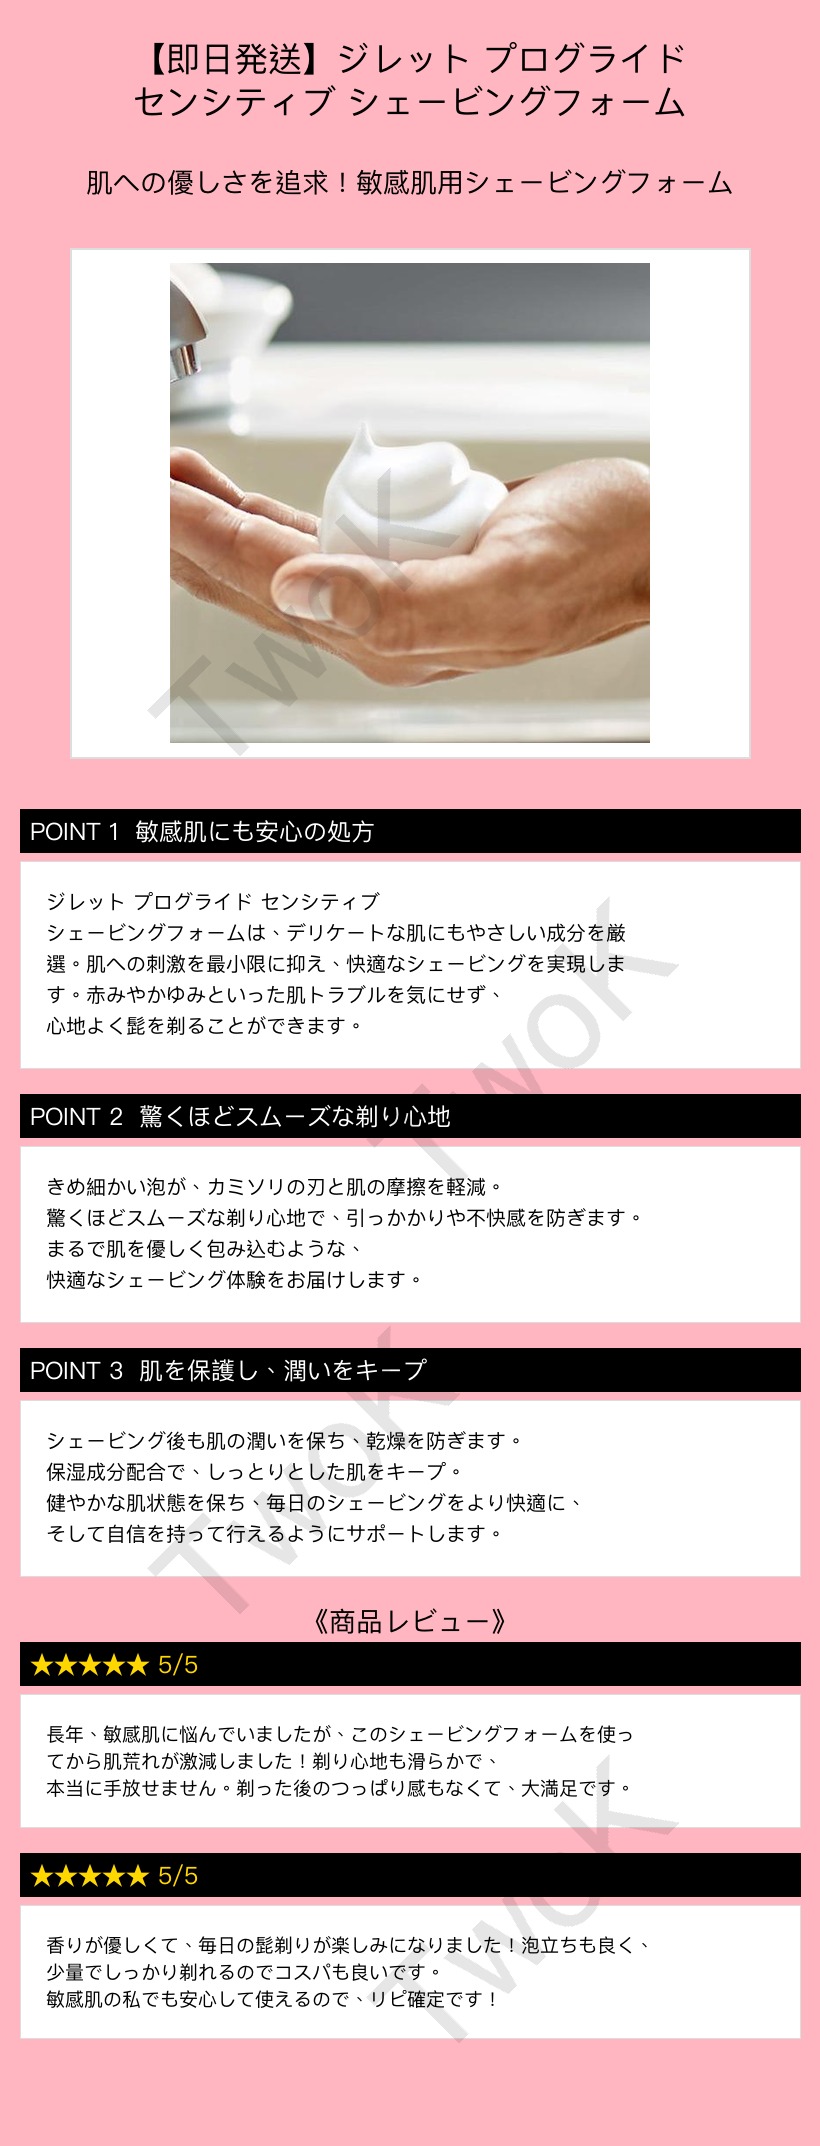 【即日発送】ジレット プログライド
センシティブ シェービングフォーム
肌への優しさを追求！敏感肌用シェービングフォーム
TwoK
POINT 1 敏感肌にも安心の処方
ジレット プログライド センシティブ
シェービングフォームは、デリケートな肌にもやさしい成分を厳
選。肌への刺激を最小限に抑え、快適なシェービングを実現しま
す。赤みやかゆみといった肌トラブルを気にせず、
心地よく髭を剃ることができます。
TwoK
POINT 2 驚くほどスムーズな剃り心地
きめ細かい泡が、カミソリの刃と肌の摩擦を軽減。
驚くほどスムーズな剃り心地で、引っかかりや不快感を防ぎます。
まるで肌を優しく包み込むような、
快適なシェービング体験をお届けします。
POINT 3 肌を保護し、潤いをキープ
シェービング後も肌の潤いを保ち、乾燥を防ぎます。
保湿成分配合で、しっとりとした肌をキープ。
健やかな肌状態を保ち、毎日のシェービングをより快適に、
そして自信を持って行えるようにサポートします。
TwoK
《商品レビュー》
★★★★★ 5/5
長年、敏感肌に悩んでいましたが、このシェービングフォームを使っ
てから肌荒れが激減しました！剃り心地も滑らかで、
本当に手放せません。剃った後のつっぱり感もなくて、大満足です。
★★★★★ 5/5
香りが優しくて、毎日の髭剃りが楽しみになりました！泡立ちも良く、
少量でしっかり剃れるのでコスパも良いです。
敏感肌の私でも安心して使えるので、リピ確定です！
TwoK